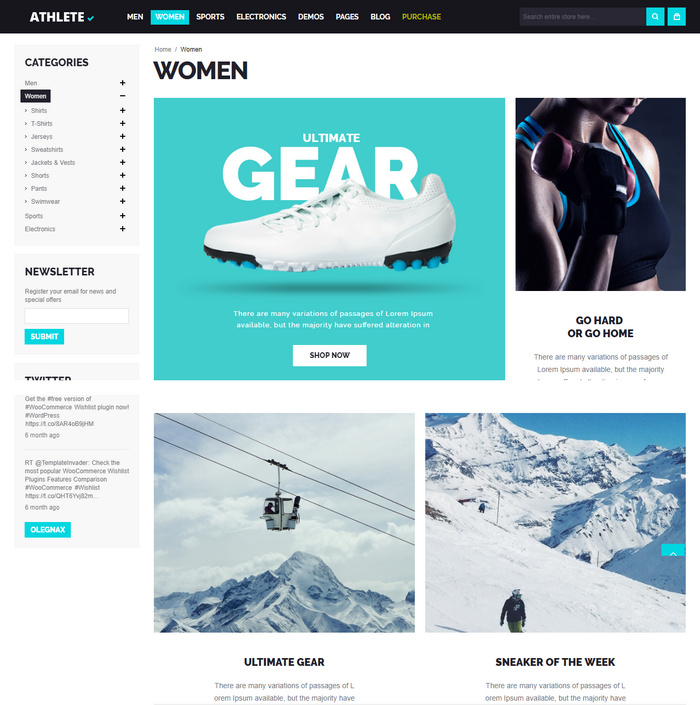 ATHLETE
MEN WOMEN SPORTS ELECTRONICS DEMOS PAGES BLOG PURCHASE
Search entire store here...
Home / Women
WOMEN
CATEGORIES
Men
Women
Shirts
T-Shirts
Jerseys
Sweatshirts
Jackets & Vests
Shorts
Pants
Swimwear
Sports
Electronics
NEWSLETTER
Register your email for news and
special offers
SUBMIT
TWITTER
Get the #free version of
#WooCommerce Wishlist plugin now!
#WordPress
https://t.co/8AR4oB9jHM
6 month ago
RT @TemplateInvader: Check the
most popular WooCommerce Wishlist
Plugins Features Comparison
#WooCommerce #Wishlist
https://t.co/QHT6Yvj82m...
6 month ago
OLEGNAX
ULTIMATE
GEAR
There are many variations of passages of Lorem Ipsum
available, but the majority have suffered alteration in
SHOP NOW
GO HARD
OR GO HOME
There are many variations of passages of
Lorem Ipsum available, but the majority
ULTIMATE GEAR
There are many variations of passages of L
orem Ipsum available, but the majority have
SNEAKER OF THE WEEK
There are many variations of passages of L
orem Ipsum available, but the majority have